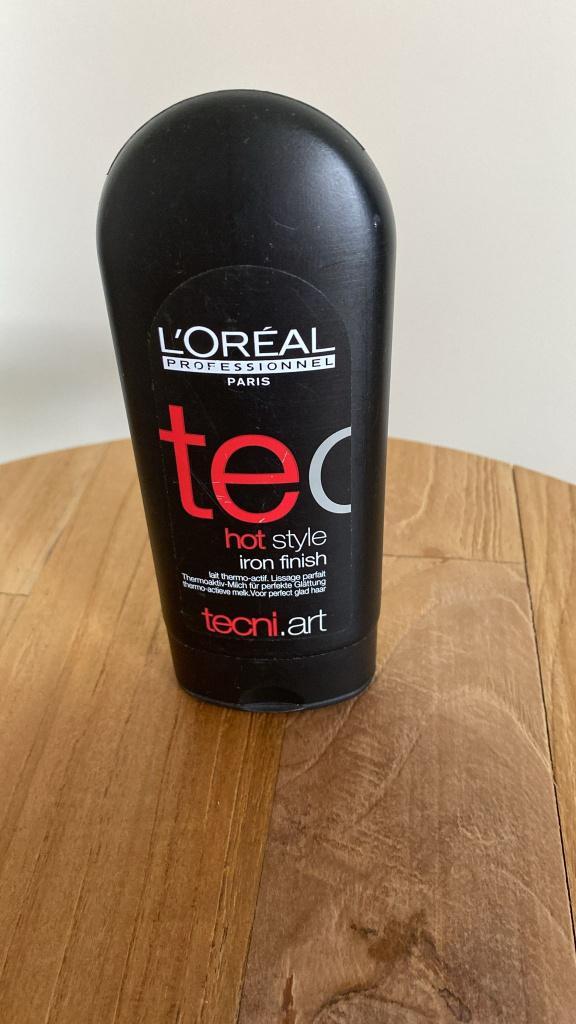 L'ORÉAL
PROFESSIONNEL
PARIS
tec
hot style
iron finish
lait thermo-actif. Lissage parfait
Thermoaktiv-Milch für perfekte Glättung
thermo-actieve melk. Voor perfect glad haar
tecni.art